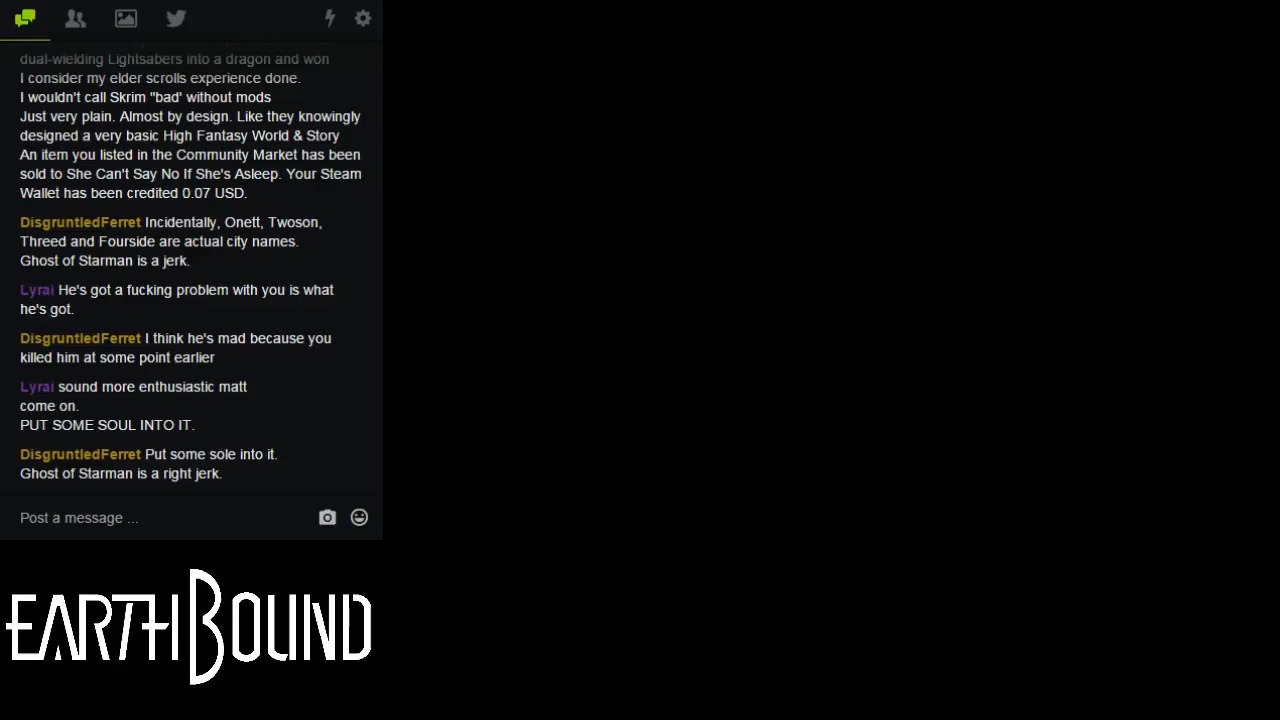 dual-wielding Lightsabers into a dragon and won
I consider my elder scrolls experience done.
I wouldn't call Skrim "bad' without mods
Just very plain. Almost by design. Like they knowingly
designed a very basic High Fantasy World & Story
An item you listed in the Community Market has been
sold to She Can't Say No If She's Asleep. Your Steam
Wallet has been credited 0.07 USD.
DisgruntledFerret Incidentally, Onett, Twoson,
Threed and Fourside are actual city names.
Ghost of Starman is a jerk.
Lyrai He's got a fucking problem with you is what
he's got.
DisgruntledFerret I think he's mad because you
killed him at some point earlier
Lyrai sound more enthusiastic matt
come on.
PUT SOME SOUL INTO IT.
DisgruntledFerret Put some sole into it.
Ghost of Starman is a right jerk.
Post a message ...
EARTHBOUND